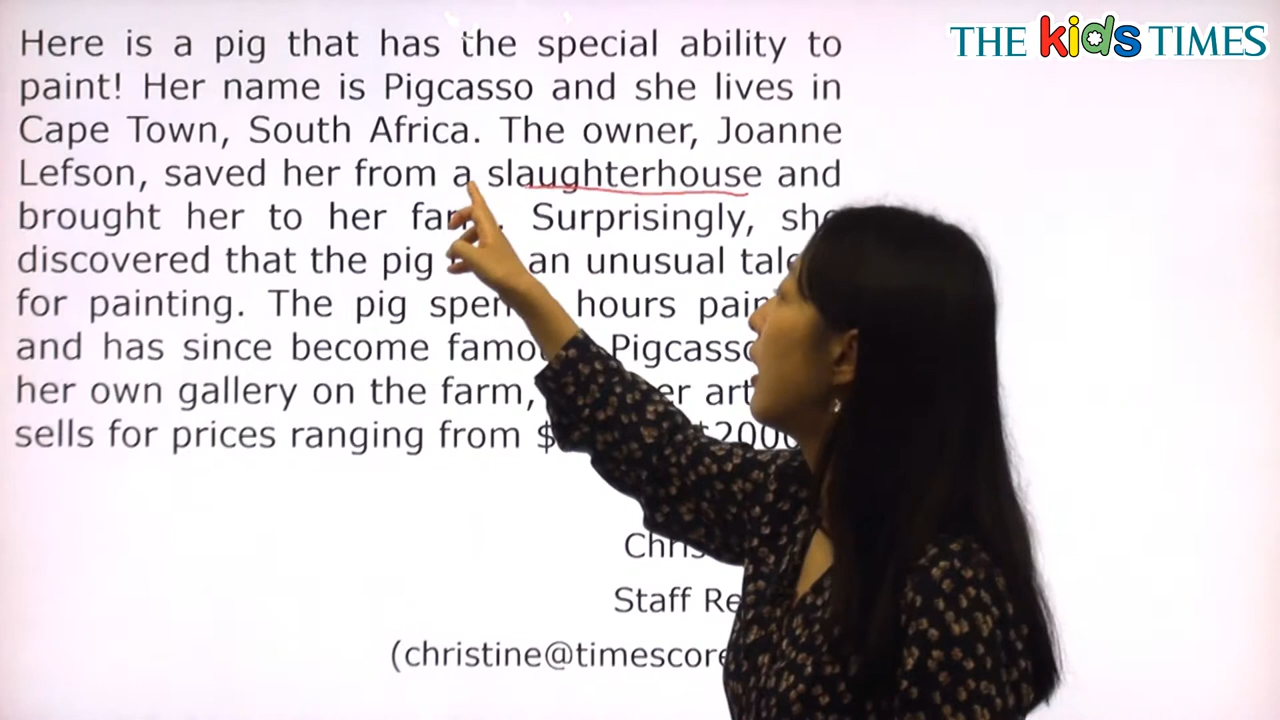 THE kids TIMES
Here is a pig that has the special ability to
paint! Her name is Pigcasso and she lives in
Cape Town, South Africa. The owner, Joanne
Lefson, saved her from a slaughterhouse and
brought her to her Surprisingly, she
discovered that the pig an unusual
for painting. The pig hours
and has since become Pigcasso
her own gallery on the farm,
sells for prices ranging from
Staff